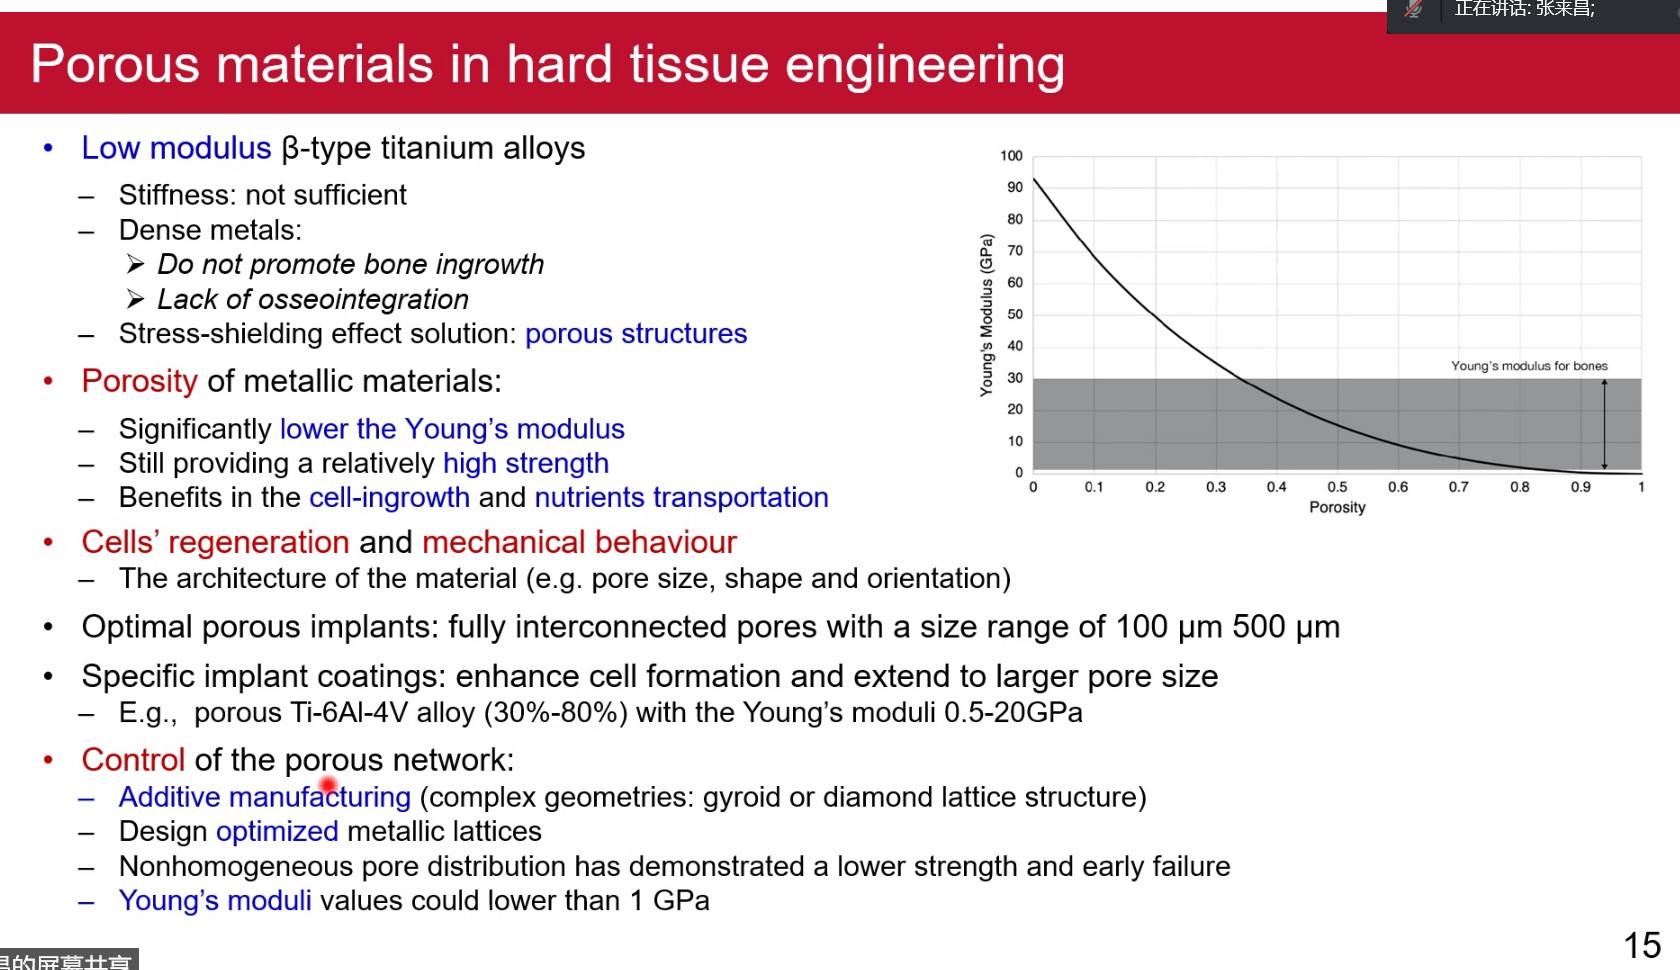 正在讲话: 张来昌;
Porous materials in hard tissue engineering
• Low modulus β-type titanium alloys
– Stiffness: not sufficient
– Dense metals:
➢ Do not promote bone ingrowth
➢ Lack of osseointegration
– Stress-shielding effect solution: porous structures
• Porosity of metallic materials:
– Significantly lower the Young’s modulus
– Still providing a relatively high strength
– Benefits in the cell-ingrowth and nutrients transportation
• Cells’ regeneration and mechanical behaviour
– The architecture of the material (e.g. pore size, shape and orientation)
• Optimal porous implants: fully interconnected pores with a size range of 100 µm 500 µm
• Specific implant coatings: enhance cell formation and extend to larger pore size
– E.g., porous Ti-6Al-4V alloy (30%-80%) with the Young’s moduli 0.5-20GPa
• Control of the porous network:
– Additive manufacturing (complex geometries: gyroid or diamond lattice structure)
– Design optimized metallic lattices
– Nonhomogeneous pore distribution has demonstrated a lower strength and early failure
– Young’s moduli values could lower than 1 GPa
Young's Modulus (GPa)
100
90
80
70
60
50
40
30
20
10
0
Young's modulus for bones
0 0.1 0.2 0.3 0.4 0.5 0.6 0.7 0.8 0.9 1
Porosity
15
昌的屏幕共享